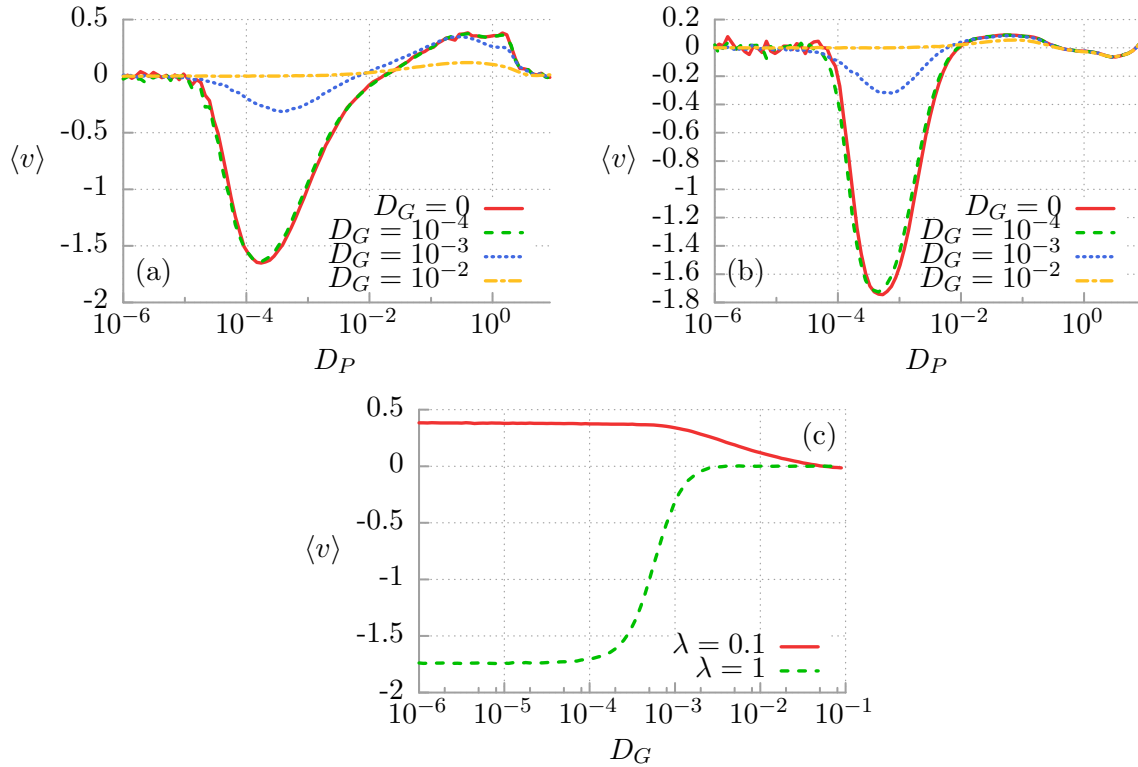 0.5
0
-0.5
-1
-1.5
-2
⟨v⟩
(a)
D_G = 0
D_G = 10^{-4}
D_G = 10^{-3}
D_G = 10^{-2}
10^{-6} 10^{-4} 10^{-2} 10^{0}
D_P
0.2
0
-0.2
-0.4
-0.6
-0.8
-1
-1.2
-1.4
-1.6
-1.8
⟨v⟩
(b)
D_G = 0
D_G = 10^{-4}
D_G = 10^{-3}
D_G = 10^{-2}
10^{-6} 10^{-4} 10^{-2} 10^{0}
D_P
0.5
0
-0.5
-1
-1.5
-2
⟨v⟩
(c)
λ = 0.1
λ = 1
10^{-6} 10^{-5} 10^{-4} 10^{-3} 10^{-2} 10^{-1}
D_G